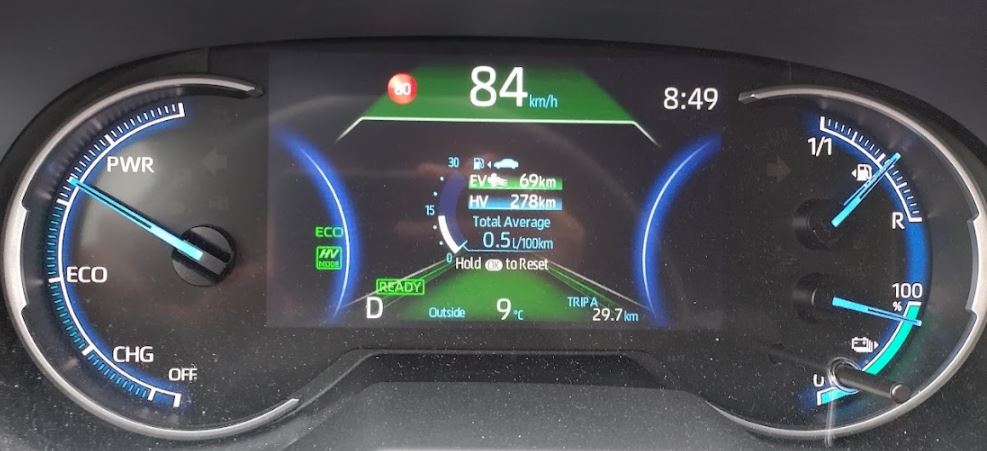 80
84 km/h
8:49
PWR
ECO
CHG
OFF
30
15
0
EV 69km
HV 278km
Total Average
0.5 L/100km
Hold OK to Reset
ECO
HV
MODE
READY
D
Outside 9°C
TRIP A
29.7 km
1/1
R
100
%
0